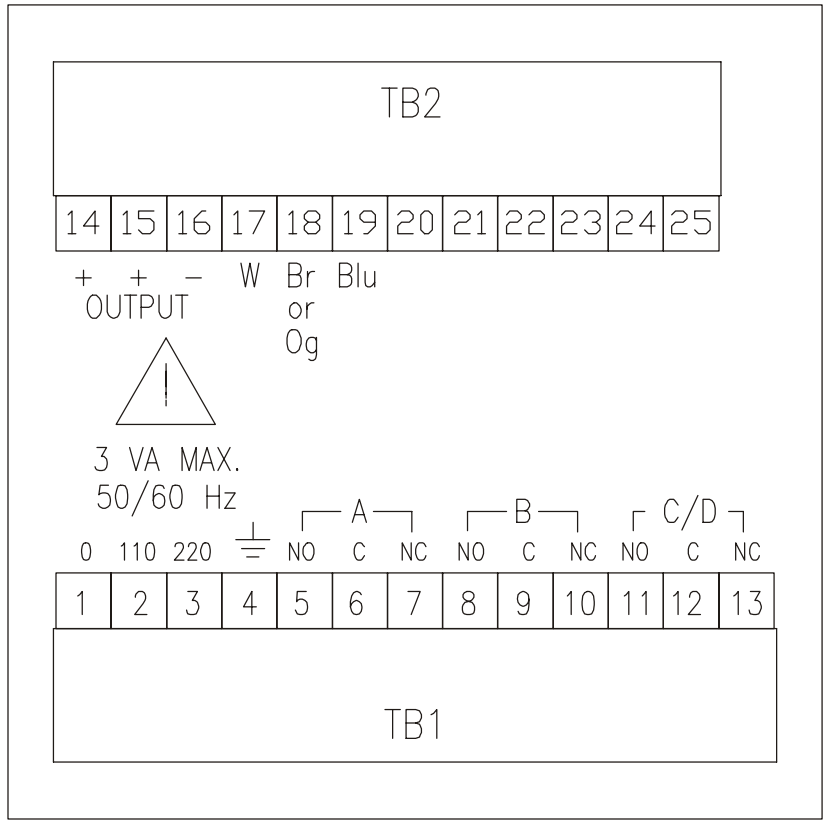 TB2
14 15 16 17 18 19 20 21 22 23 24 25
+ + - W Br Blu
OUTPUT or
Og
3 VA MAX.
50/60 Hz
A B C/D
0 110 220 NO C NC NO C NC NO C NC
1 2 3 4 5 6 7 8 9 10 11 12 13
TB1